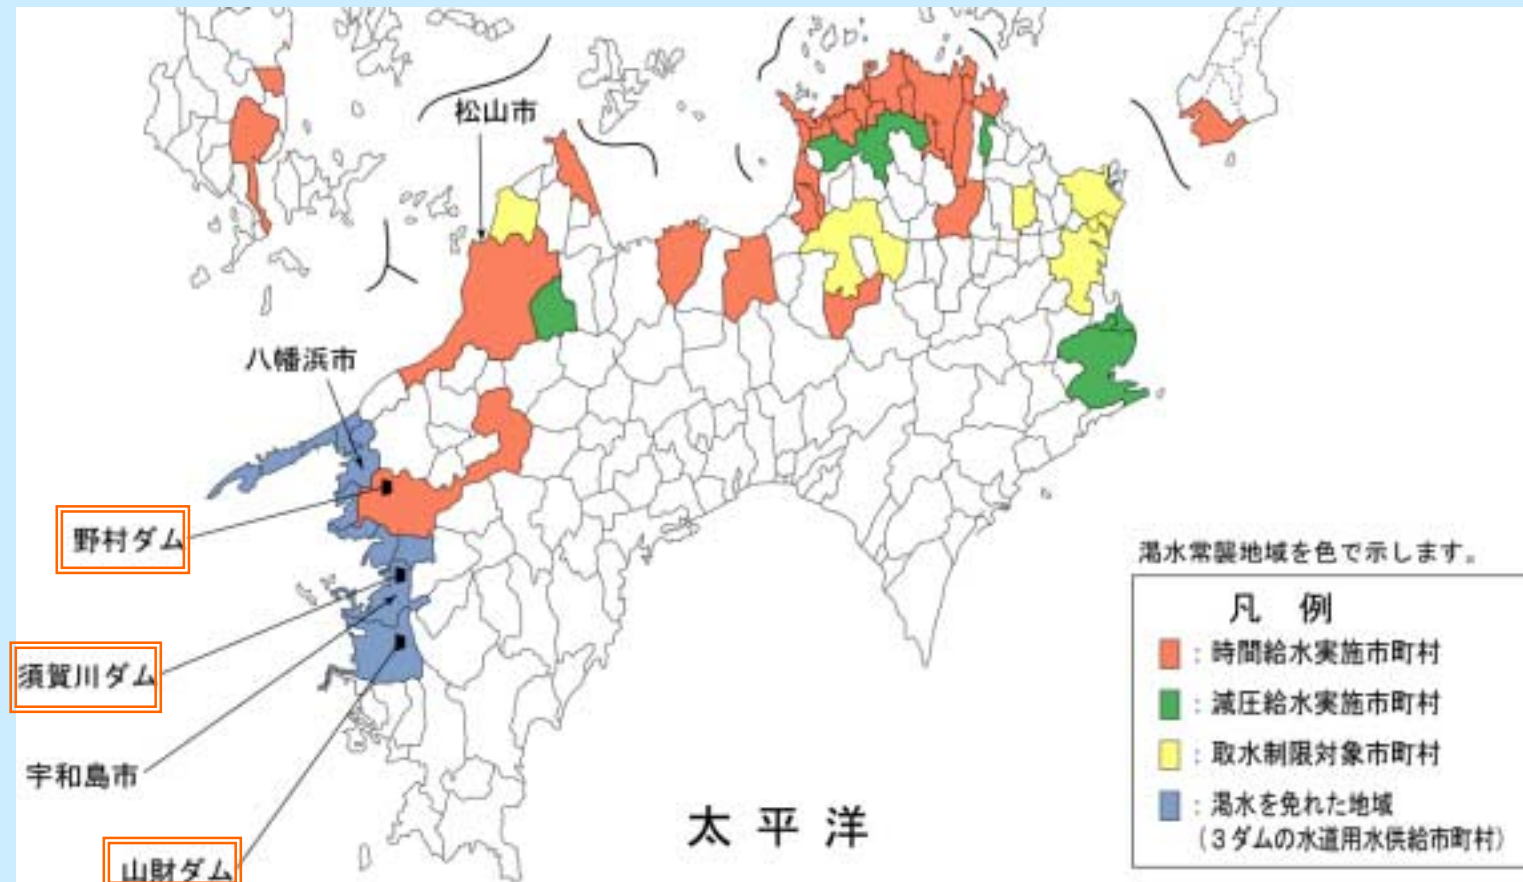 松山市
八幡浜市
野村ダム
須賀川ダム
宇和島市
山財ダム
太平洋
渇水常襲地域を色で示します。
凡 例
：時間給水実施市町村
：減圧給水実施市町村
：取水制限対象市町村
：渇水を免れた地域
（３ダムの水道用水供給市町村）